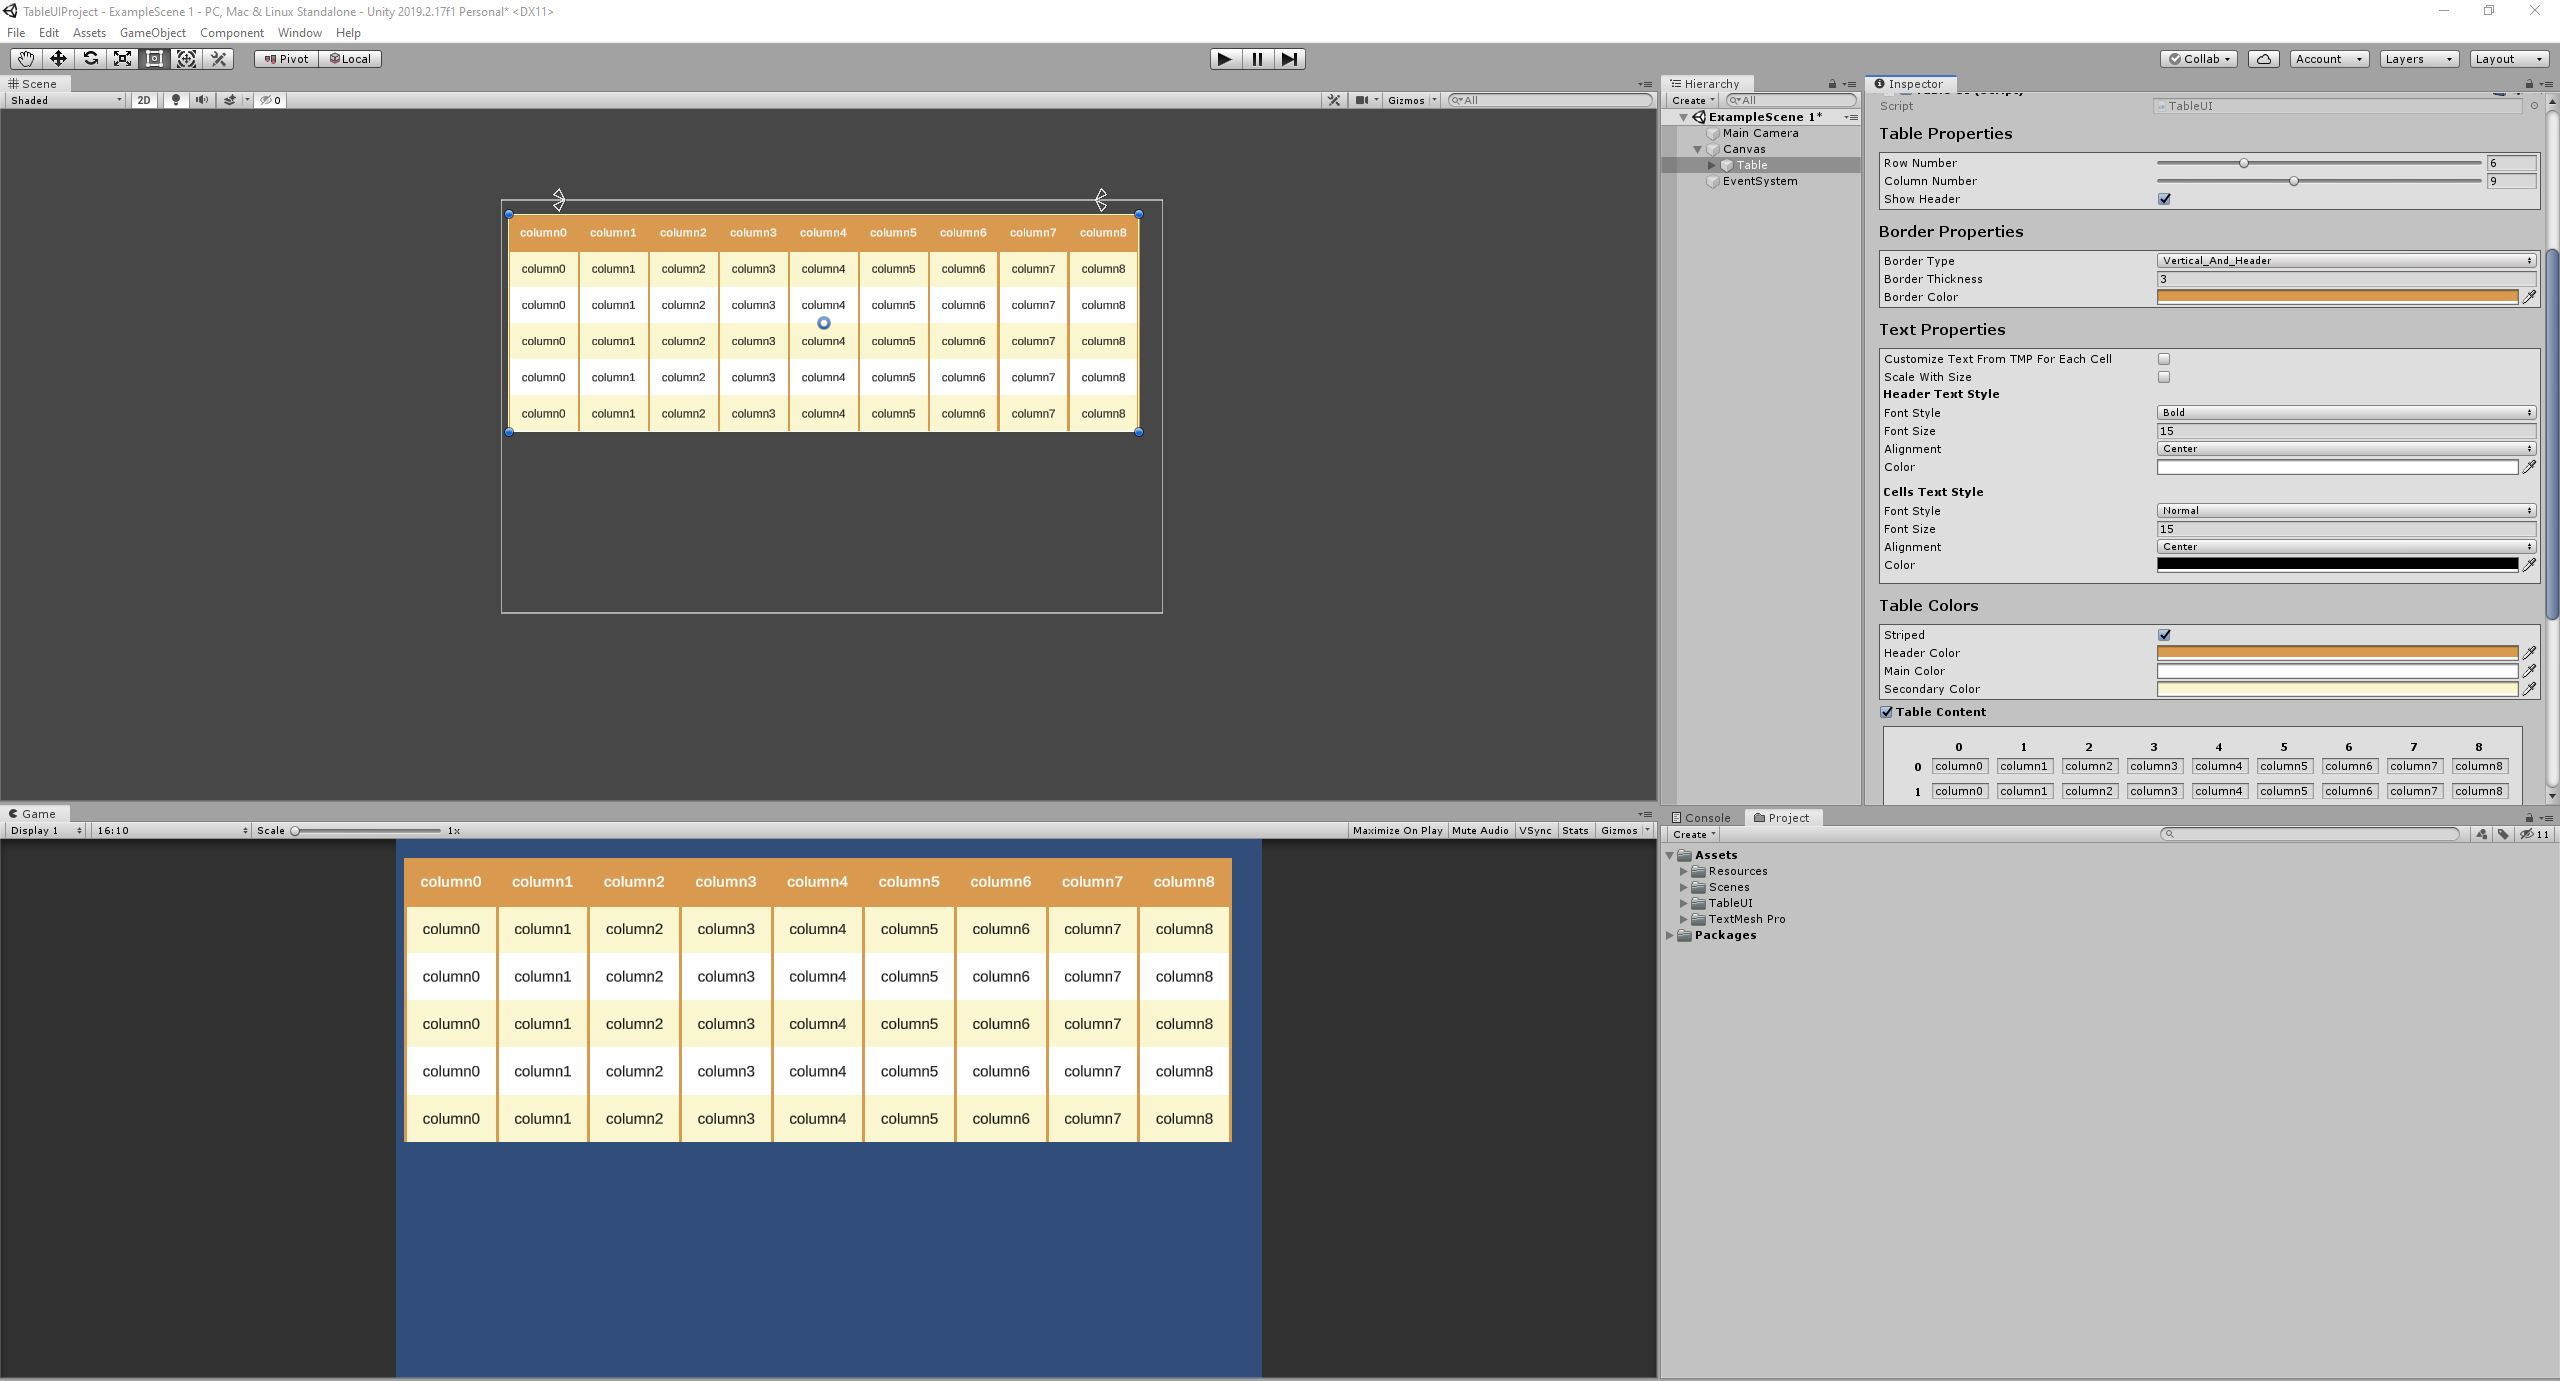 TableUIProject - ExampleScene 1 - PC, Mac & Linux Standalone - Unity 2019.2.17f1 Personal* <DX11>
File Edit Assets GameObject Component Window Help
Pivot Local
Collab Account Layers Layout
Scene
Shaded 2D 0 Gizmos All
column0 column1 column2 column3 column4 column5 column6 column7 column8
column0 column1 column2 column3 column4 column5 column6 column7 column8
column0 column1 column2 column3 column4 column5 column6 column7 column8
column0 column1 column2 column3 column4 column5 column6 column7 column8
column0 column1 column2 column3 column4 column5 column6 column7 column8
column0 column1 column2 column3 column4 column5 column6 column7 column8
Game
Display 1 16:10 Scale 1x Maximize On Play Mute Audio VSync Stats Gizmos
column0 column1 column2 column3 column4 column5 column6 column7 column8
column0 column1 column2 column3 column4 column5 column6 column7 column8
column0 column1 column2 column3 column4 column5 column6 column7 column8
column0 column1 column2 column3 column4 column5 column6 column7 column8
column0 column1 column2 column3 column4 column5 column6 column7 column8
column0 column1 column2 column3 column4 column5 column6 column7 column8
Hierarchy
Create All
ExampleScene 1*
Main Camera
Canvas
Table
EventSystem
Inspector
Script TableUI
Table Properties
Row Number 6
Column Number 9
Show Header
Border Properties
Border Type Vertical_And_Header
Border Thickness 3
Border Color
Text Properties
Customize Text From TMP For Each Cell
Scale With Size
Header Text Style
Font Style Bold
Font Size 15
Alignment Center
Color
Cells Text Style
Font Style Normal
Font Size 15
Alignment Center
Color
Table Colors
Striped
Header Color
Main Color
Secondary Color
Table Content
0 1 2 3 4 5 6 7 8
0 column0 column1 column2 column3 column4 column5 column6 column7 column8
1 column0 column1 column2 column3 column4 column5 column6 column7 column8
Console Project
Create 11
Assets
Resources
Scenes
TableUI
TextMesh Pro
Packages